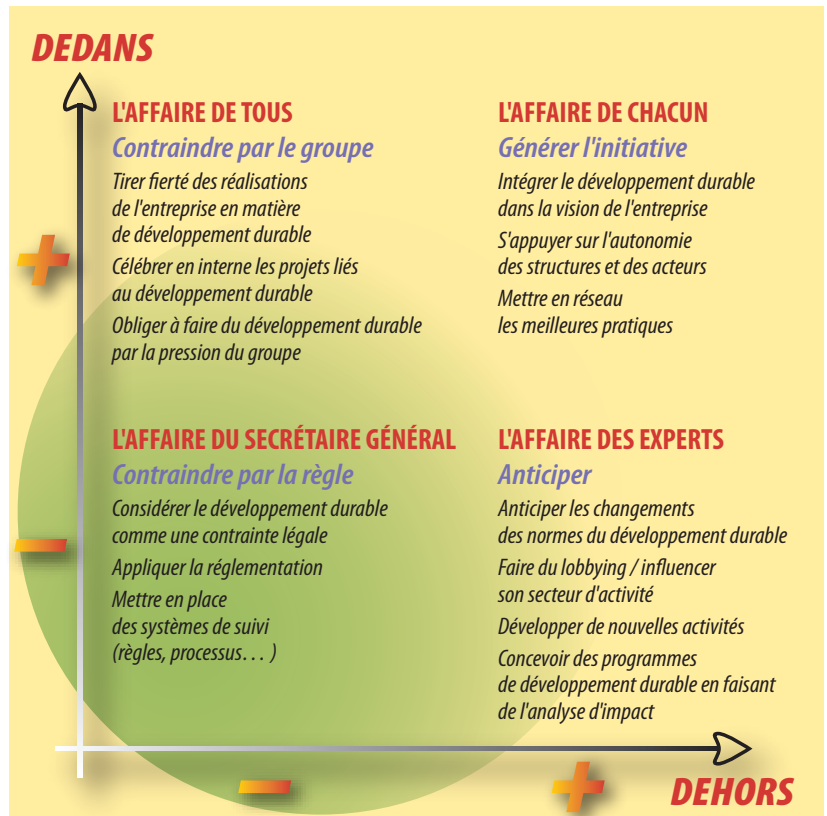 DEDANS
L'AFFAIRE DE TOUS
Contraindre par le groupe
Tirer fierté des réalisations
de l'entreprise en matière
de développement durable
Célébrer en interne les projets liés
au développement durable
Obliger à faire du développement durable
par la pression du groupe
L'AFFAIRE DE CHACUN
Générer l'initiative
Intégrer le développement durable
dans la vision de l'entreprise
S'appuyer sur l'autonomie
des structures et des acteurs
Mettre en réseau
les meilleures pratiques
+
L'AFFAIRE DU SECRÉTAIRE GÉNÉRAL
Contraindre par la règle
Considérer le développement durable
comme une contrainte légale
Appliquer la réglementation
Mettre en place
des systèmes de suivi
(règles, processus… )
L'AFFAIRE DES EXPERTS
Anticiper
Anticiper les changements
des normes du développement durable
Faire du lobbying / influencer
son secteur d'activité
Développer de nouvelles activités
Concevoir des programmes
de développement durable en faisant
de l'analyse d'impact
-
- +
DEHORS